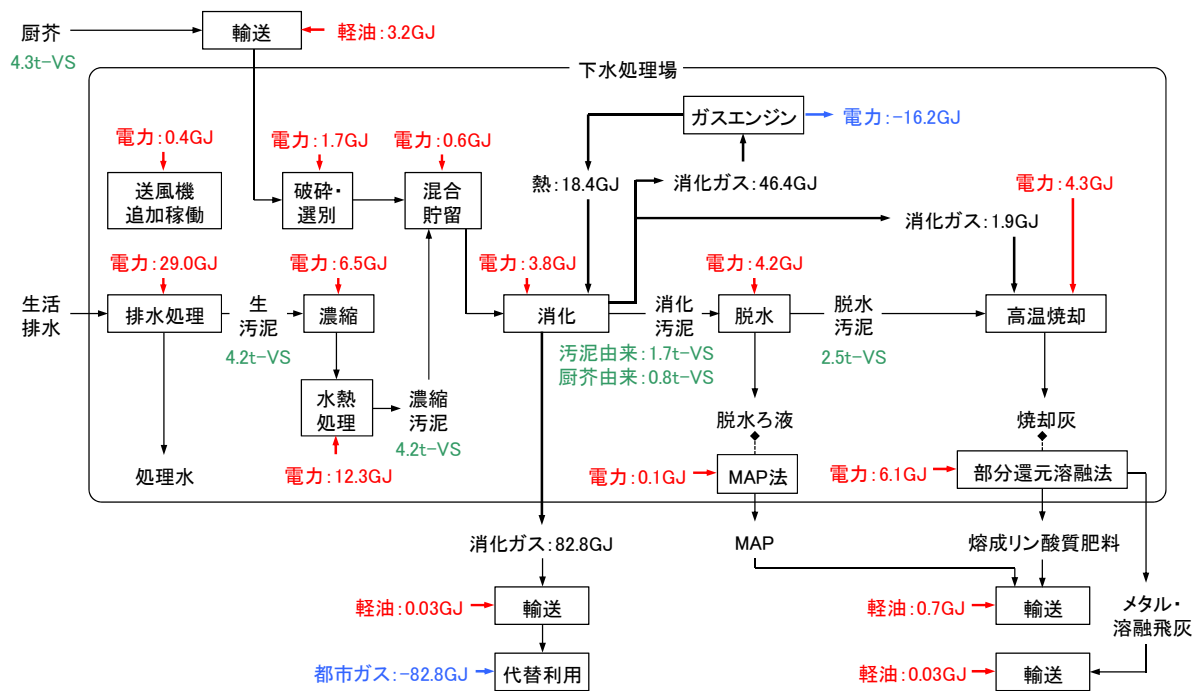 厨芥
4.3t-VS
輸送
軽油：3.2GJ
下水処理場
ガスエンジン
電力：-16.2GJ
電力：0.4GJ
電力：1.7GJ
電力：0.6GJ
送風機
追加稼働
破砕・
選別
混合
貯留
熱：18.4GJ
消化ガス：46.4GJ
電力：4.3GJ
消化ガス：1.9GJ
電力：29.0GJ
電力：6.5GJ
電力：3.8GJ
電力：4.2GJ
生活
排水
排水処理
生
汚泥
4.2t-VS
濃縮
消化
消化
汚泥
汚泥由来：1.7t-VS
厨芥由来：0.8t-VS
脱水
脱水
汚泥
2.5t-VS
高温焼却
水熱
処理
濃縮
汚泥
4.2t-VS
電力：12.3GJ
処理水
脱水ろ液
焼却灰
電力：0.1GJ
MAP法
電力：6.1GJ
部分還元溶融法
消化ガス：82.8GJ
MAP
熔成リン酸質肥料
軽油：0.03GJ
輸送
軽油：0.7GJ
輸送
メタル・
溶融飛灰
都市ガス：-82.8GJ
代替利用
軽油：0.03GJ
輸送